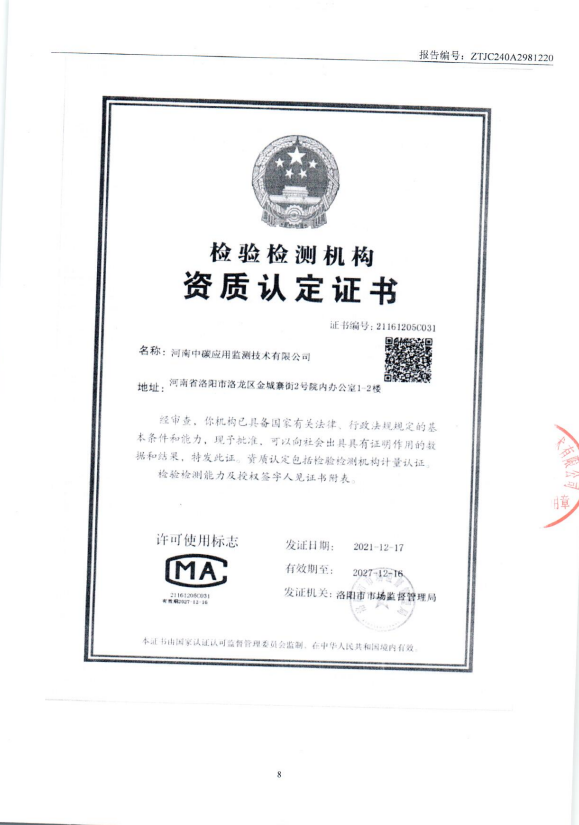 报告编号：ZTJC240A2981220
检验检测机构
资质认定证书
证书编号：21161205C031
名称：河南中碳应用监测技术有限公司
地址：河南省洛阳市洛龙区金城寨街2号院内办公室1-2楼
经审查，你机构已具备国家有关法律、行政法规规定的基
本条件和能力，现予批准，可以向社会出具具有证明作用的数
据和结果，特发此证。资质认定包括检验检测机构计量认证。
检验检测能力及授权签字人见证书附表。
许可使用标志
MA
21161205C031
有效期2027-12-16
发证日期：2021-12-17
有效期至：2027-12-16
发证机关：洛阳市市场监督管理局
本证书由国家认证认可监督管理委员会监制，在中华人民共和国境内有效。
有限公司
章
8